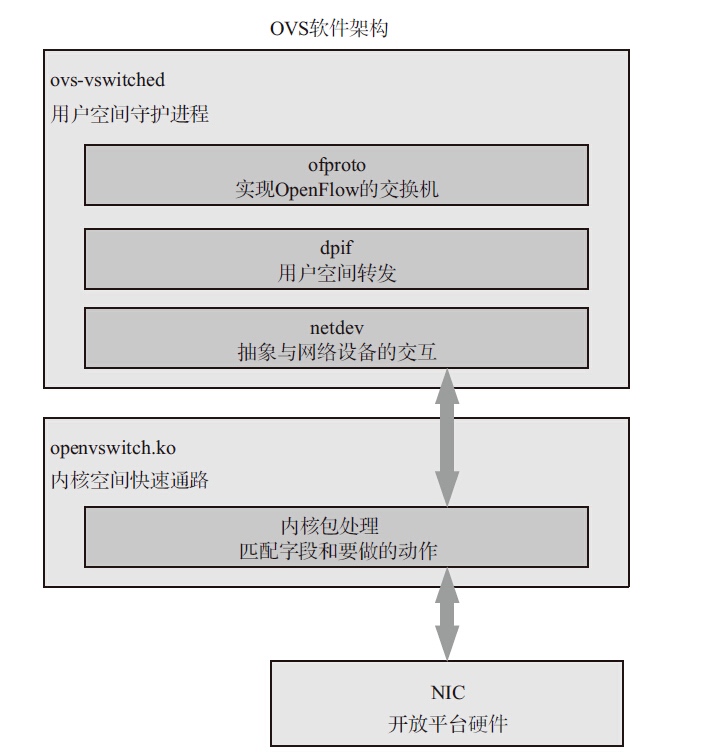 OVS软件架构
ovs-vswitched
用户空间守护进程
ofproto
实现OpenFlow的交换机
dpif
用户空间转发
netdev
抽象与网络设备的交互
openvswitch.ko
内核空间快速通路
内核包处理
匹配字段和要做的动作
NIC
开放平台硬件